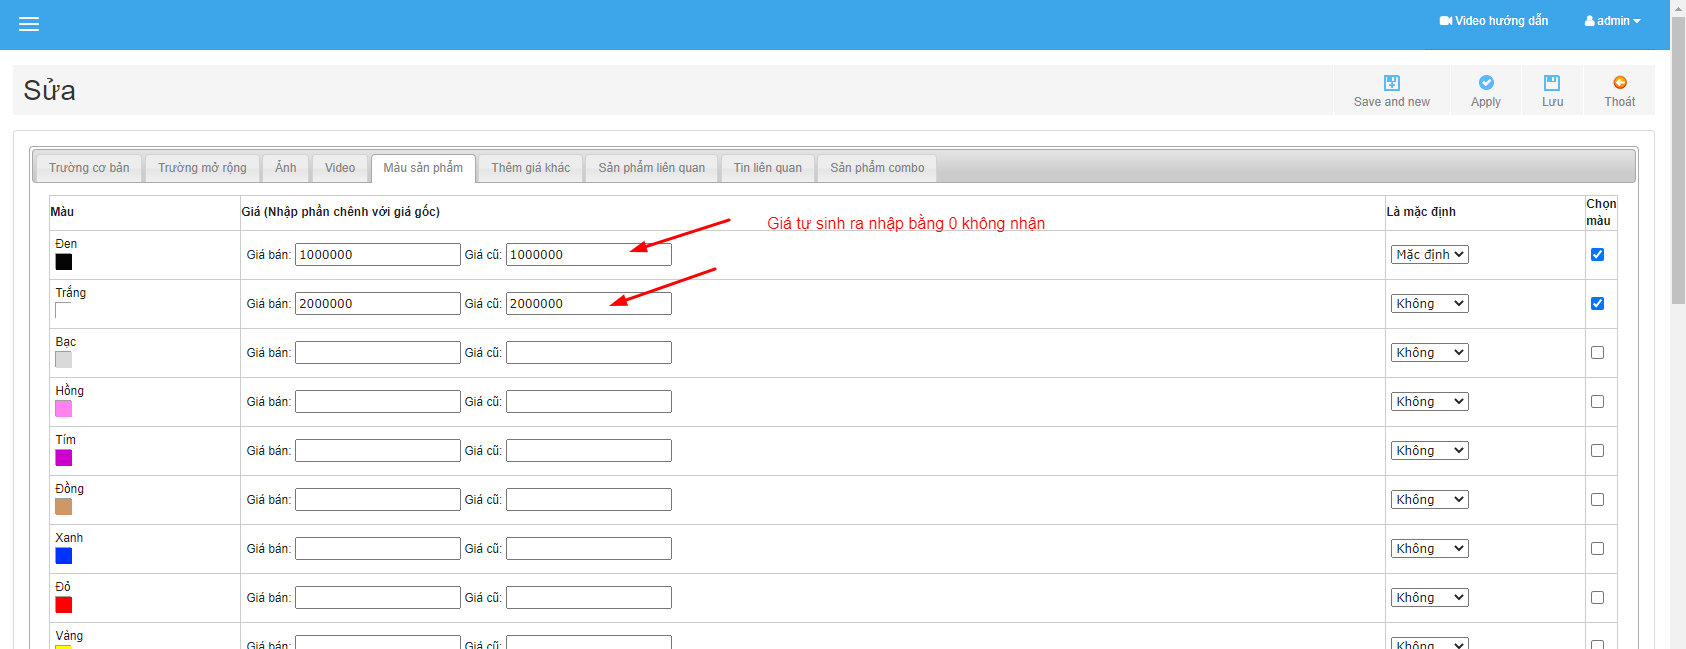 Video hướng dẫn admin
Sửa
Save and new Apply Lưu Thoát
Trường cơ bản Trường mở rộng Ảnh Video Màu sản phẩm Thêm giá khác Sản phẩm liên quan Tin liên quan Sản phẩm combo
Màu Giá (Nhập phần chênh với giá gốc) Là mặc định Chọn màu
Giá tự sinh ra nhập bằng 0 không nhận
Đen
Giá bán: 1000000 Giá cũ: 1000000 Mặc định
Trắng
Giá bán: 2000000 Giá cũ: 2000000 Không
Bạc
Giá bán: Giá cũ: Không
Hồng
Giá bán: Giá cũ: Không
Tím
Giá bán: Giá cũ: Không
Đồng
Giá bán: Giá cũ: Không
Xanh
Giá bán: Giá cũ: Không
Đỏ
Giá bán: Giá cũ: Không
Vàng
Giá bán: Giá cũ: Không